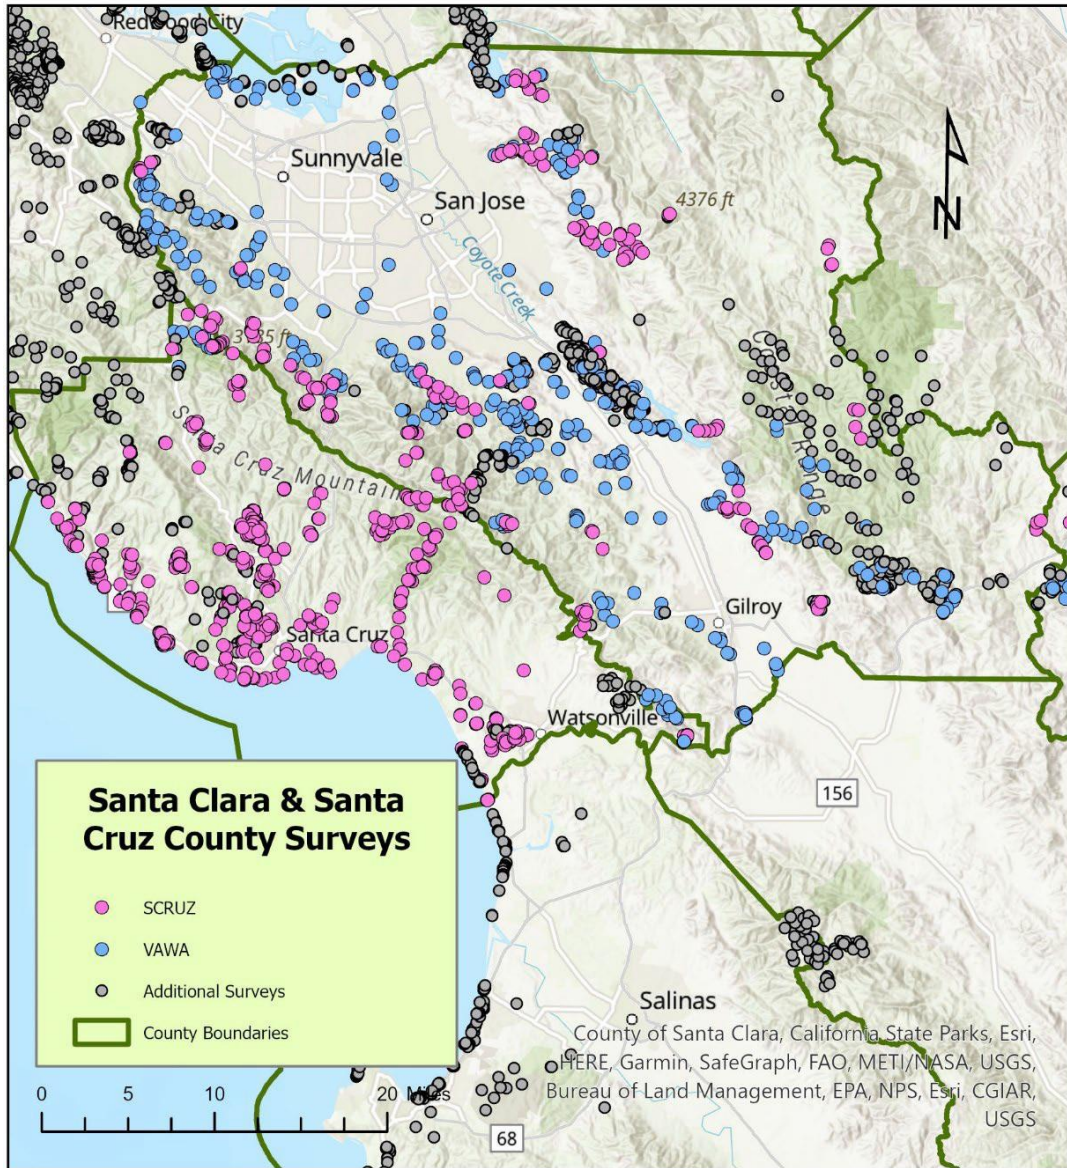 Redwood City
Sunnyvale
San Jose
4376 ft
Coyote Creek
ft
Santa Cruz Mountain
Range
Gilroy
Santa Cruz
Watsonville
156
Santa Clara & Santa
Cruz County Surveys
SCRUZ
VAWA
Additional Surveys
County Boundaries
Salinas
County of Santa Clara, California State Parks, Esri,
HERE, Garmin, SafeGraph, FAO, METI/NASA, USGS,
Bureau of Land Management, EPA, NPS, Esri, CGIAR,
USGS
0 5 10 20 Miles
68
N